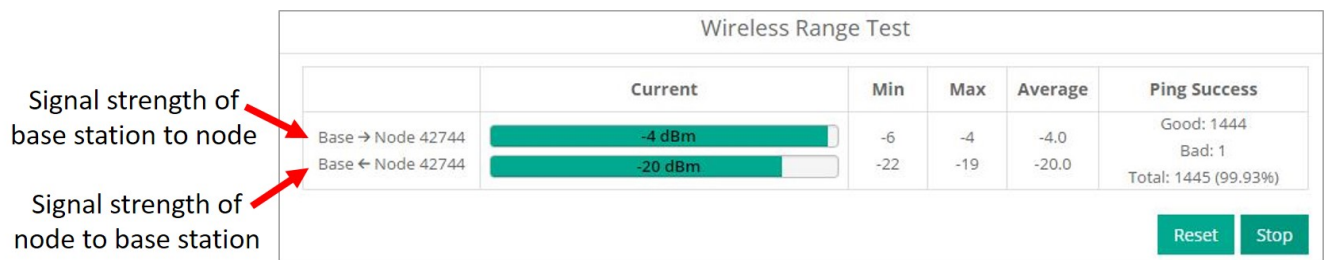 Wireless Range Test
Current Min Max Average Ping Success
Signal strength of
base station to node
Base → Node 42744 -4 dBm -6 -4 -4.0
Base ← Node 42744 -20 dBm -22 -19 -20.0
Good: 1444
Bad: 1
Total: 1445 (99.93%)
Signal strength of
node to base station
Reset Stop